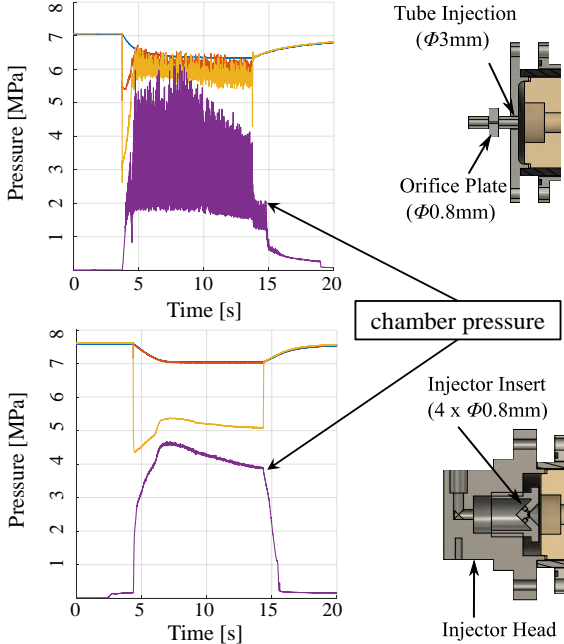 8
7
6
5
4
3
2
1
Pressure [MPa]
0
5
10
15
20
Time [s]
Tube Injection
(Φ3mm)
Orifice Plate
(Φ0.8mm)
chamber pressure
8
7
6
5
4
3
2
1
Pressure [MPa]
0
5
10
15
20
Time [s]
Injector Insert
(4 x Φ0.8mm)
Injector Head